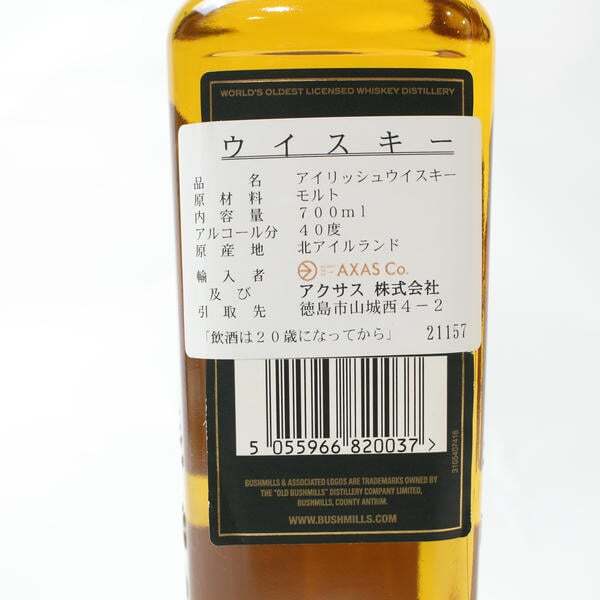 WORLD'S OLDEST LICENSED WHISKEY DISTILLERY
ウイスキー
品名 アイリッシュウイスキー
原材料 モルト
内容量 700ml
アルコール分 40度
原産地 北アイルランド
輸入者 AXAS Co.
及び アクサス 株式会社
引取先 徳島市山城西4-2
「飲酒は20歳になってから」 21157
5 055966 820037 >
3105407416
BUSHMILLS & ASSOCIATED LOGOS ARE TRADEMARKS OWNED BY
THE "OLD BUSHMILLS" DISTILLERY COMPANY LIMITED,
BUSHMILLS, COUNTY ANTRIM.
WWW.BUSHMILLS.COM